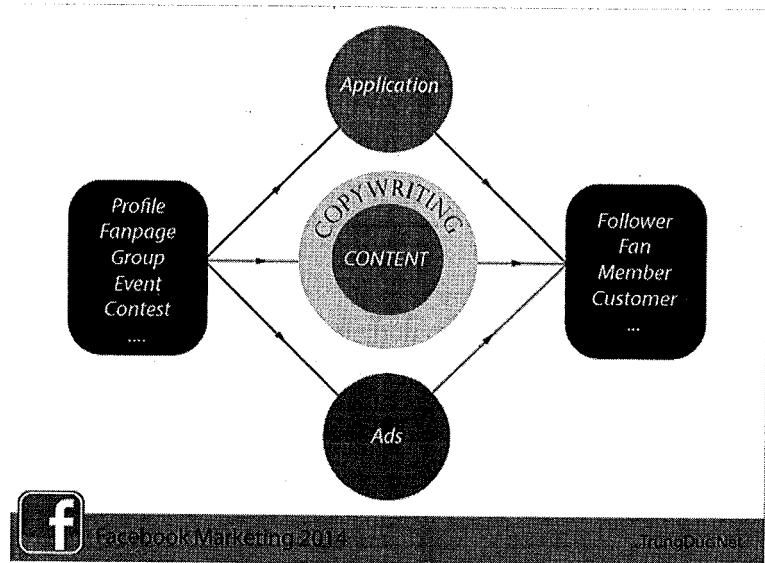 Application
Profile
Fanpage
Group
Event
Contest
....
COPYWRITING
CONTENT
Follower
Fan
Member
Customer
...
Ads
f
Facebook Marketing 2014
TrungDuc.Net